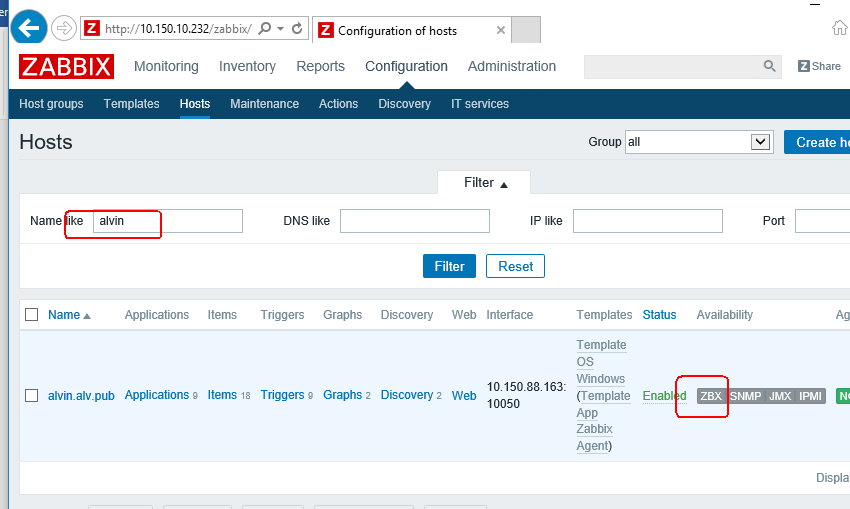 er
http://10.150.10.232/zabbix/
Configuration of hosts
ZABBIX Monitoring Inventory Reports Configuration Administration Z Share
Host groups Templates Hosts Maintenance Actions Discovery IT services
Hosts Group all Create ho
Filter
Name like alvin DNS like IP like Port
Filter Reset
Name Applications Items Triggers Graphs Discovery Web Interface Templates Status Availability Ag
alvin.alv.pub Applications 9 Items 18 Triggers 9 Graphs 2 Discovery 2 Web
10.150.88.163:
10050
Template
OS
Windows
(Template
App
Zabbix
Agent)
Enabled ZBX SNMP JMX IPMI NO
Displa